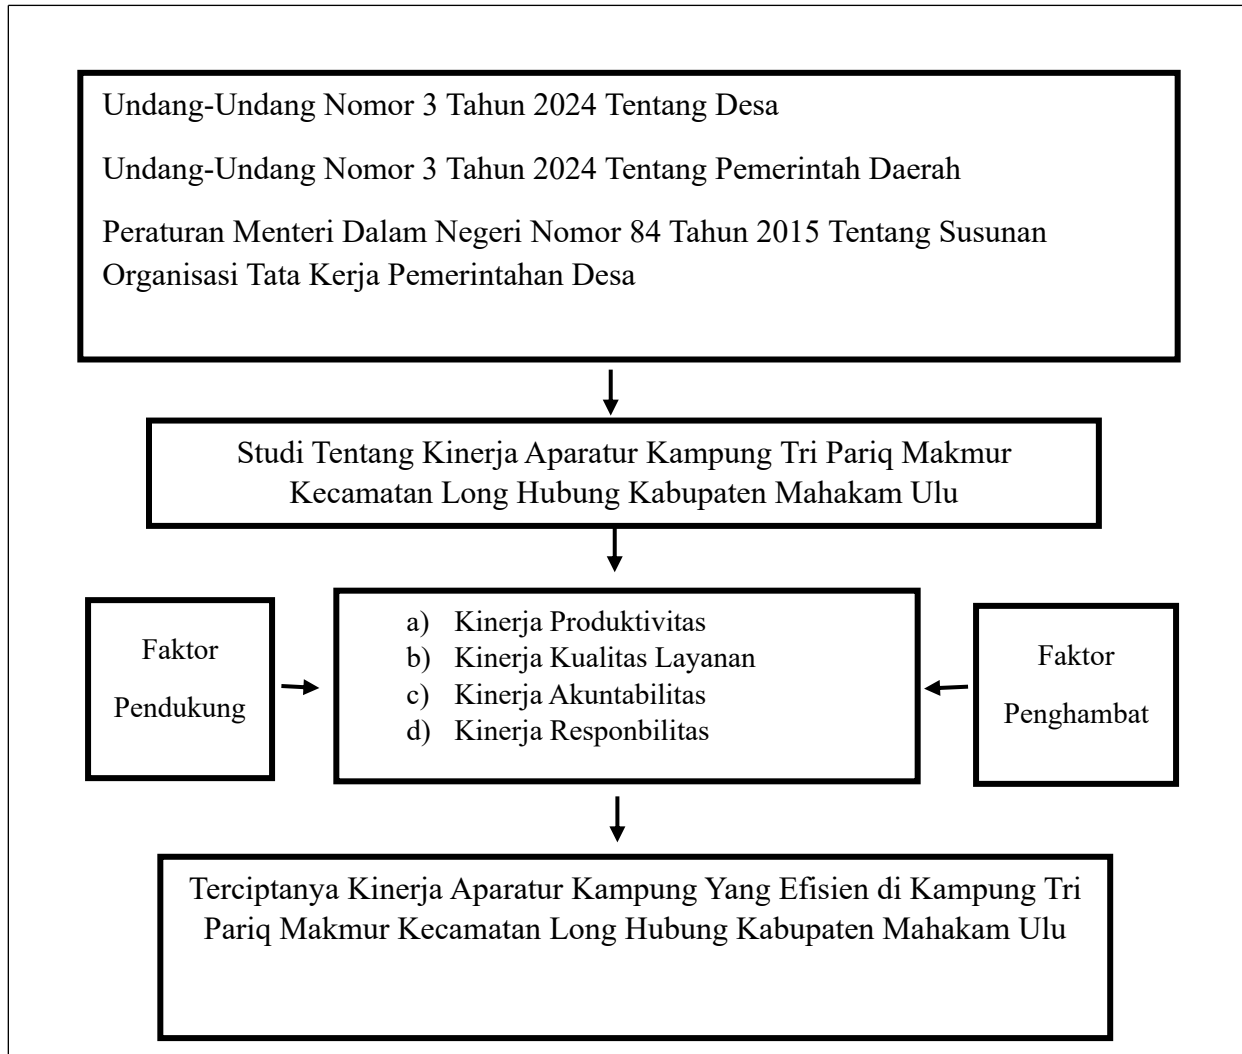 Undang-Undang Nomor 3 Tahun 2024 Tentang Desa
Undang-Undang Nomor 3 Tahun 2024 Tentang Pemerintah Daerah
Peraturan Menteri Dalam Negeri Nomor 84 Tahun 2015 Tentang Susunan
Organisasi Tata Kerja Pemerintahan Desa
Studi Tentang Kinerja Aparatur Kampung Tri Pariq Makmur
Kecamatan Long Hubung Kabupaten Mahakam Ulu
Faktor
Pendukung
a) Kinerja Produktivitas
b) Kinerja Kualitas Layanan
c) Kinerja Akuntabilitas
d) Kinerja Responbilitas
Faktor
Penghambat
Terciptanya Kinerja Aparatur Kampung Yang Efisien di Kampung Tri
Pariq Makmur Kecamatan Long Hubung Kabupaten Mahakam Ulu